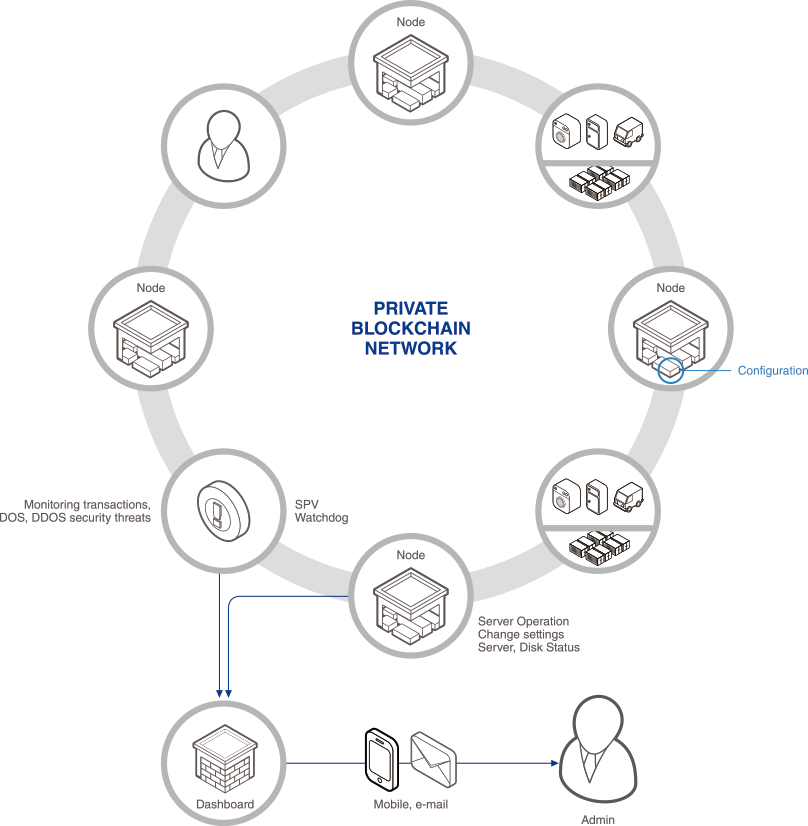 Node
Node
PRIVATE
BLOCKCHAIN
NETWORK
Node
Configuration
Monitoring transactions,
DOS, DDOS security threats
SPV
Watchdog
Node
Server Operation
Change settings
Server, Disk Status
Dashboard
Mobile, e-mail
Admin